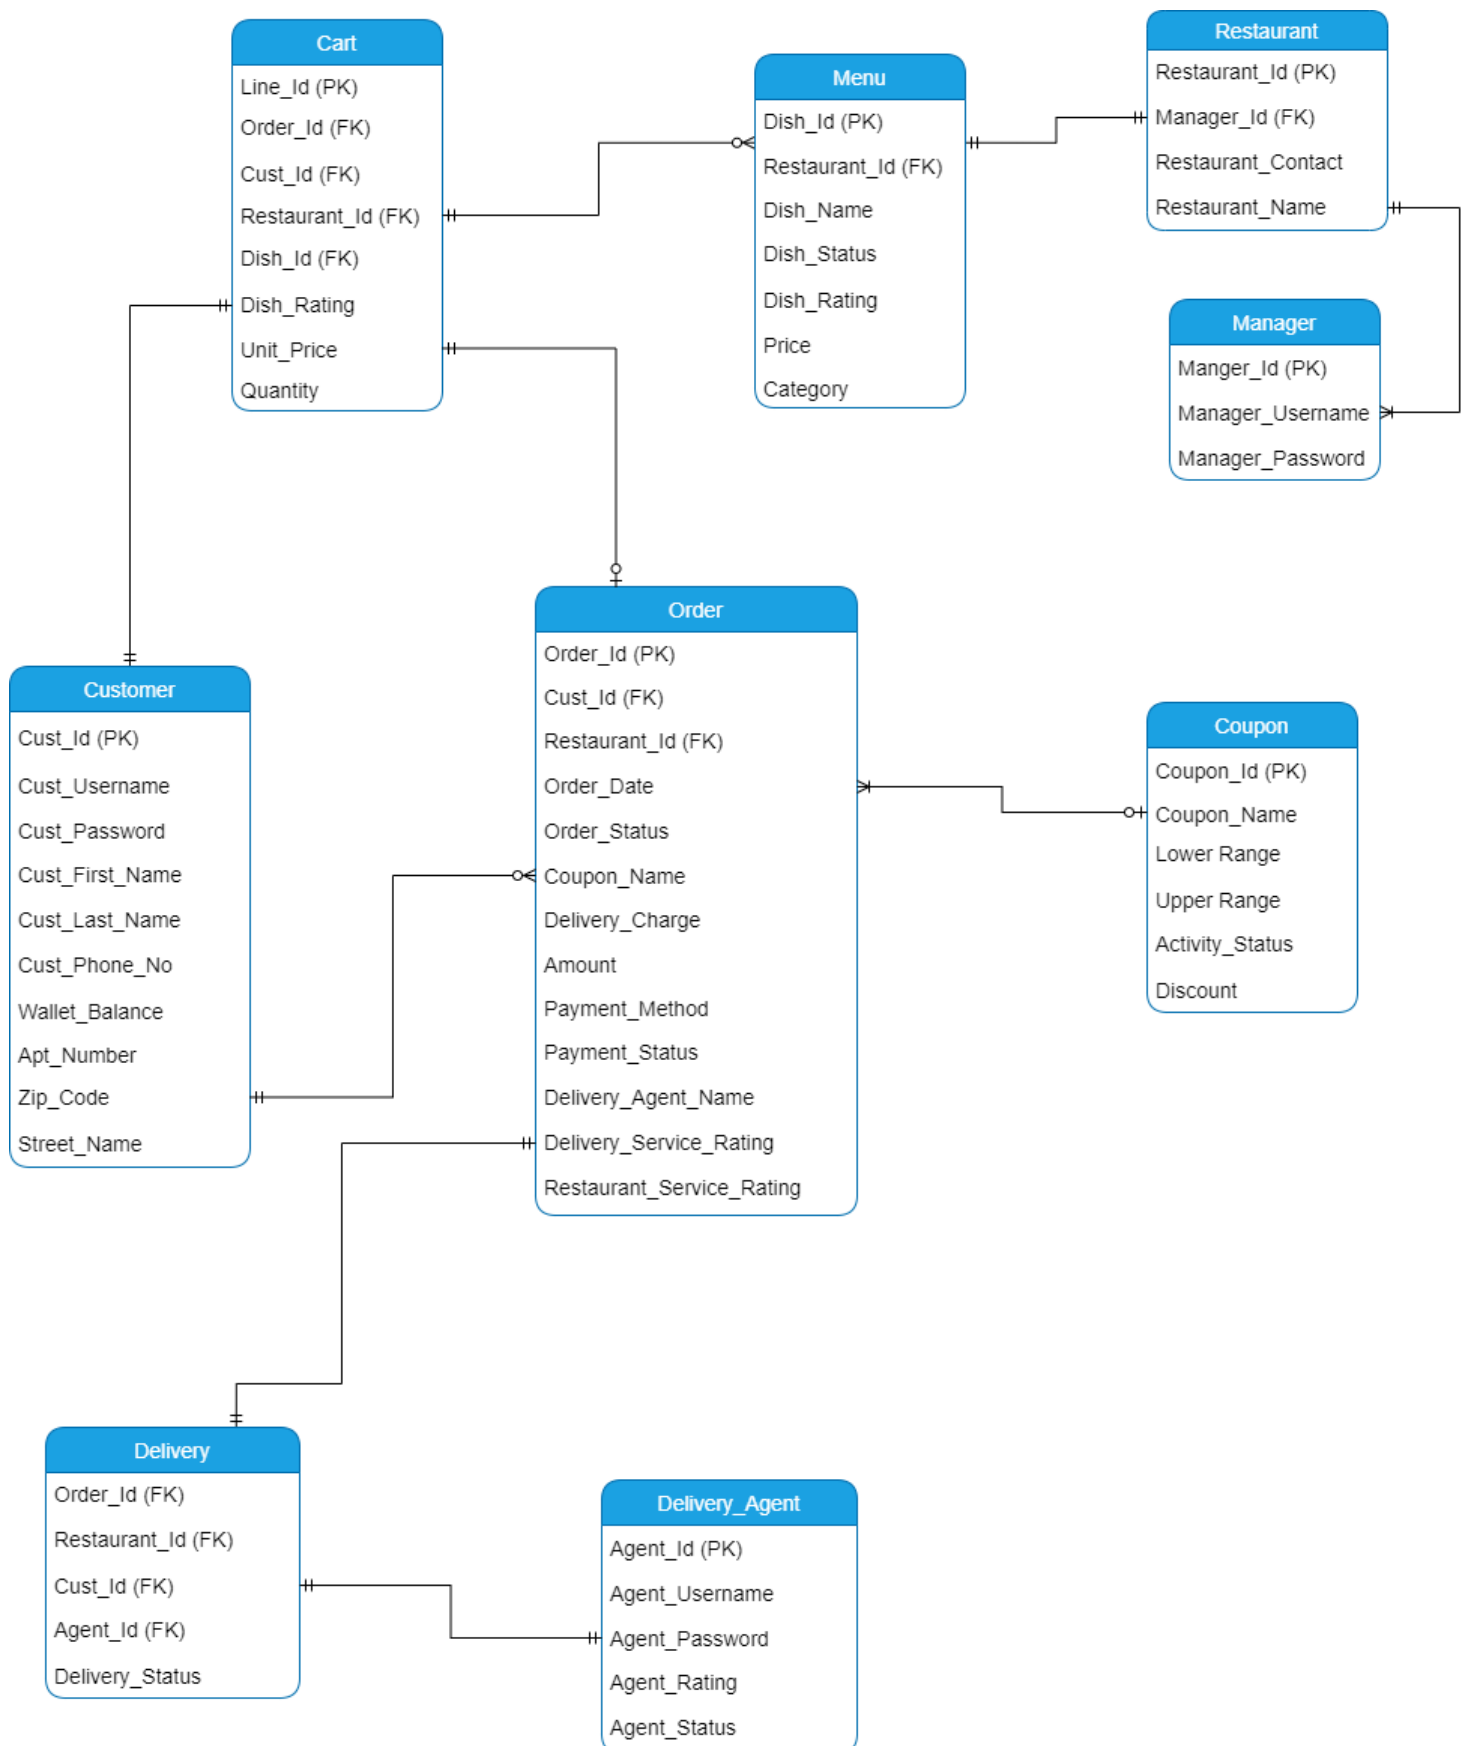 Cart
Line_Id (PK)
Order_Id (FK)
Cust_Id (FK)
Restaurant_Id (FK)
Dish_Id (FK)
Dish_Rating
Unit_Price
Quantity
Menu
Dish_Id (PK)
Restaurant_Id (FK)
Dish_Name
Dish_Status
Dish_Rating
Price
Category
Restaurant
Restaurant_Id (PK)
Manager_Id (FK)
Restaurant_Contact
Restaurant_Name
Manager
Manger_Id (PK)
Manager_Username
Manager_Password
Customer
Cust_Id (PK)
Cust_Username
Cust_Password
Cust_First_Name
Cust_Last_Name
Cust_Phone_No
Wallet_Balance
Apt_Number
Zip_Code
Street_Name
Order
Order_Id (PK)
Cust_Id (FK)
Restaurant_Id (FK)
Order_Date
Order_Status
Coupon_Name
Delivery_Charge
Amount
Payment_Method
Payment_Status
Delivery_Agent_Name
Delivery_Service_Rating
Restaurant_Service_Rating
Coupon
Coupon_Id (PK)
Coupon_Name
Lower Range
Upper Range
Activity_Status
Discount
Delivery
Order_Id (FK)
Restaurant_Id (FK)
Cust_Id (FK)
Agent_Id (FK)
Delivery_Status
Delivery_Agent
Agent_Id (PK)
Agent_Username
Agent_Password
Agent_Rating
Agent_Status